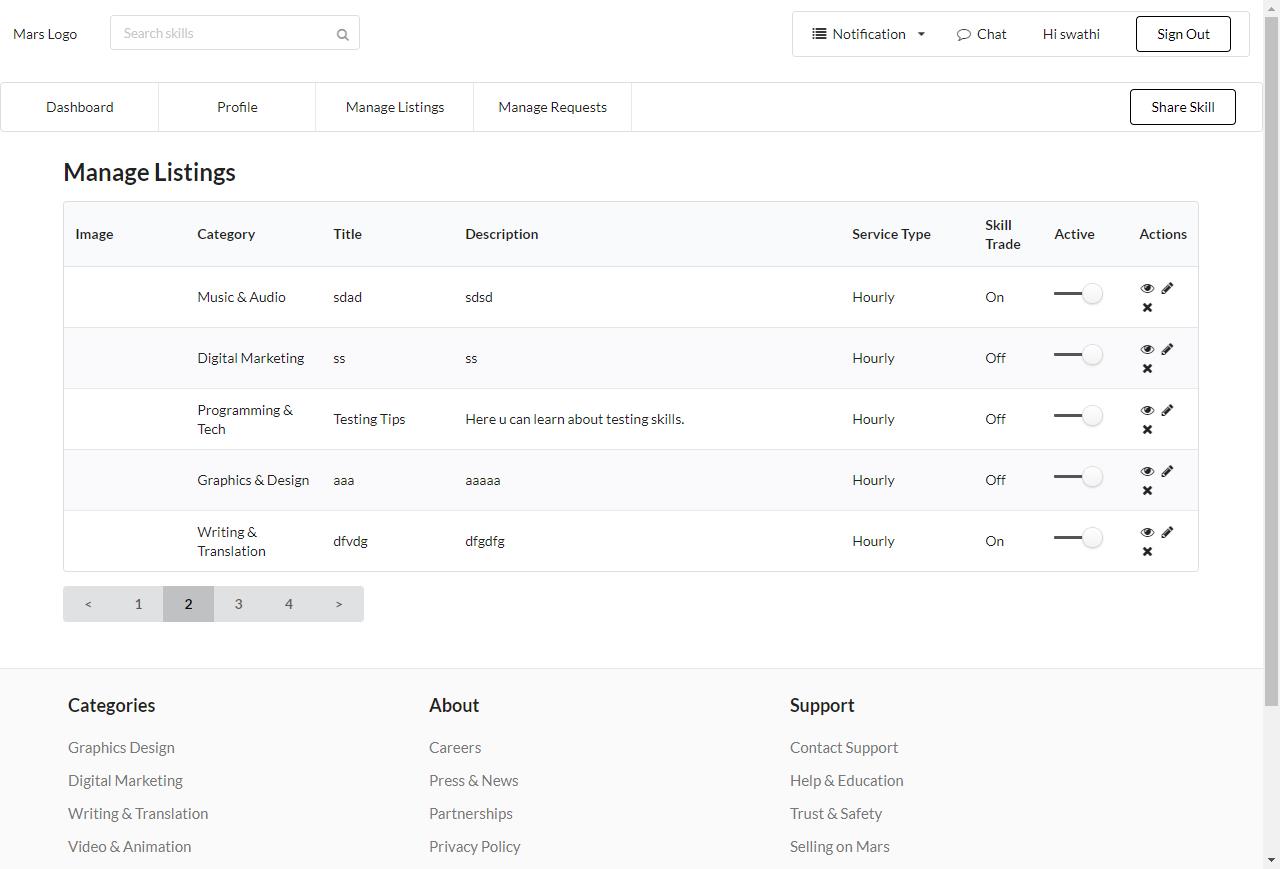 Mars Logo Search skills Notification Chat Hi swathi Sign Out
Dashboard Profile Manage Listings Manage Requests Share Skill
Manage Listings
Image Category Title Description Service Type Skill Trade Active Actions
Music & Audio sdad sdsd Hourly On
Digital Marketing ss ss Hourly Off
Programming & Tech Testing Tips Here u can learn about testing skills. Hourly Off
Graphics & Design aaa aaaaa Hourly Off
Writing & Translation dfvdg dfgdfg Hourly On
< 1 2 3 4 >
Categories About Support
Graphics Design Careers Contact Support
Digital Marketing Press & News Help & Education
Writing & Translation Partnerships Trust & Safety
Video & Animation Privacy Policy Selling on Mars